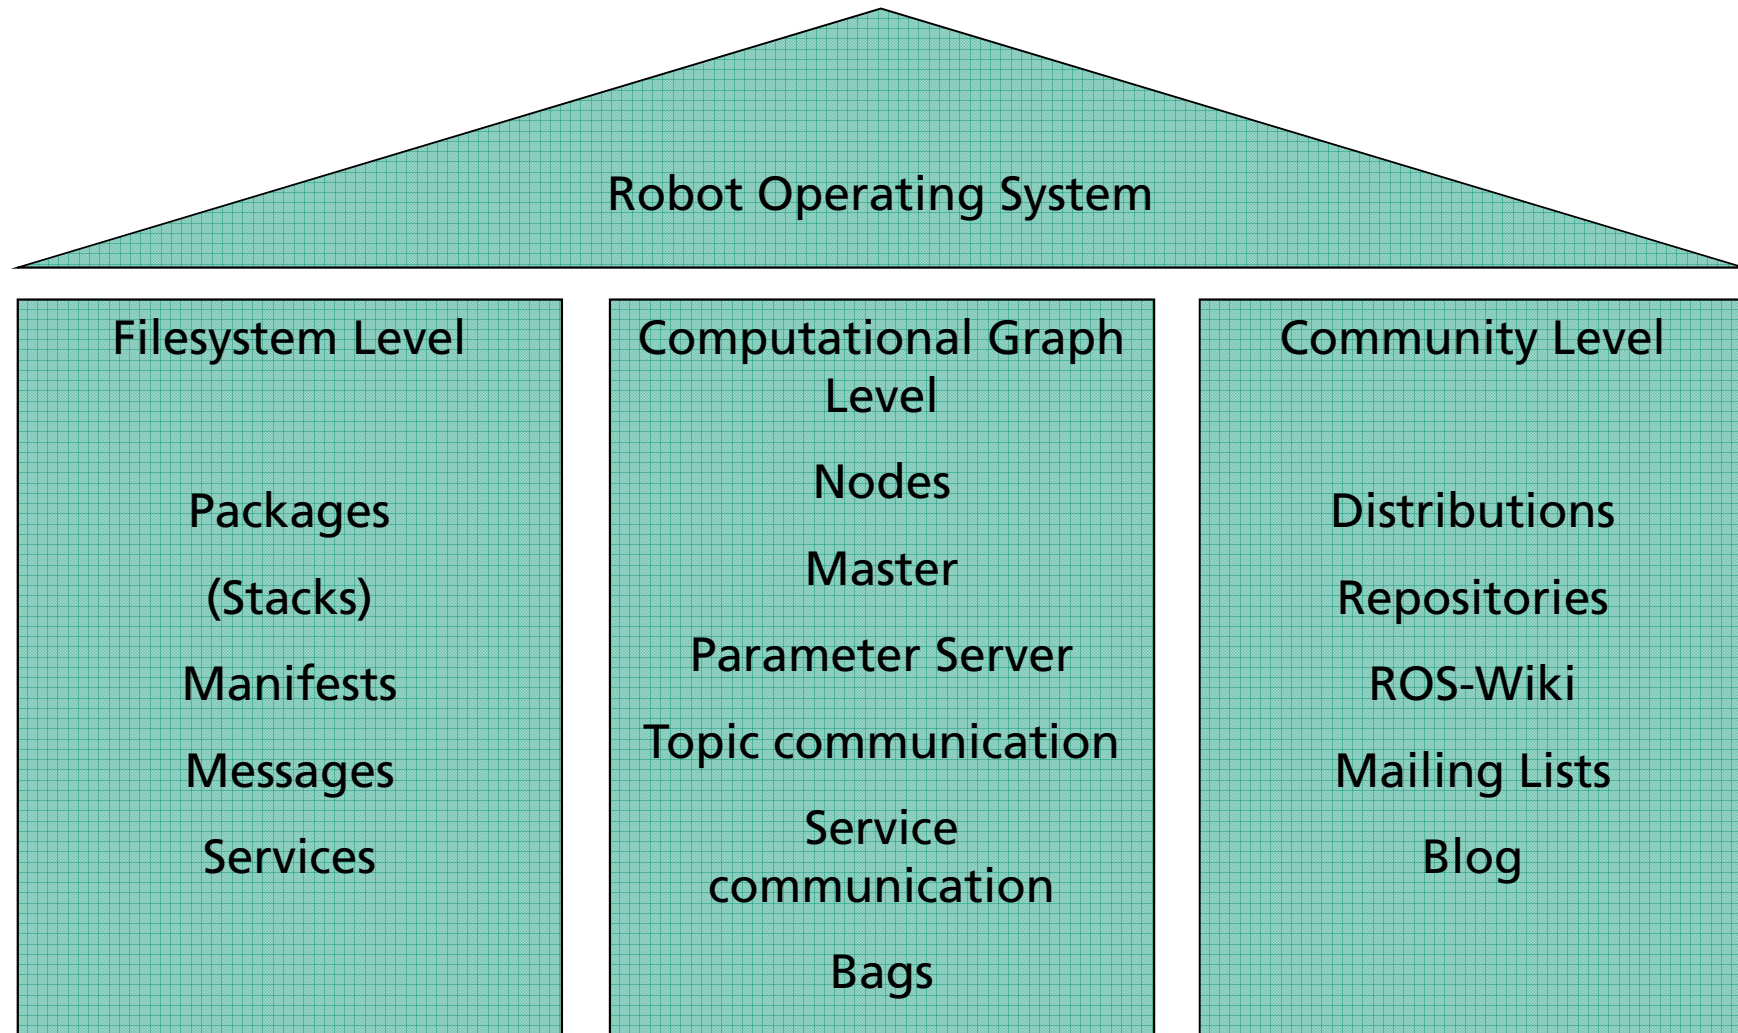 Robot Operating System
Filesystem Level
Packages
(Stacks)
Manifests
Messages
Services
Computational Graph
Level
Nodes
Master
Parameter Server
Topic communication
Service
communication
Bags
Community Level
Distributions
Repositories
ROS-Wiki
Mailing Lists
Blog